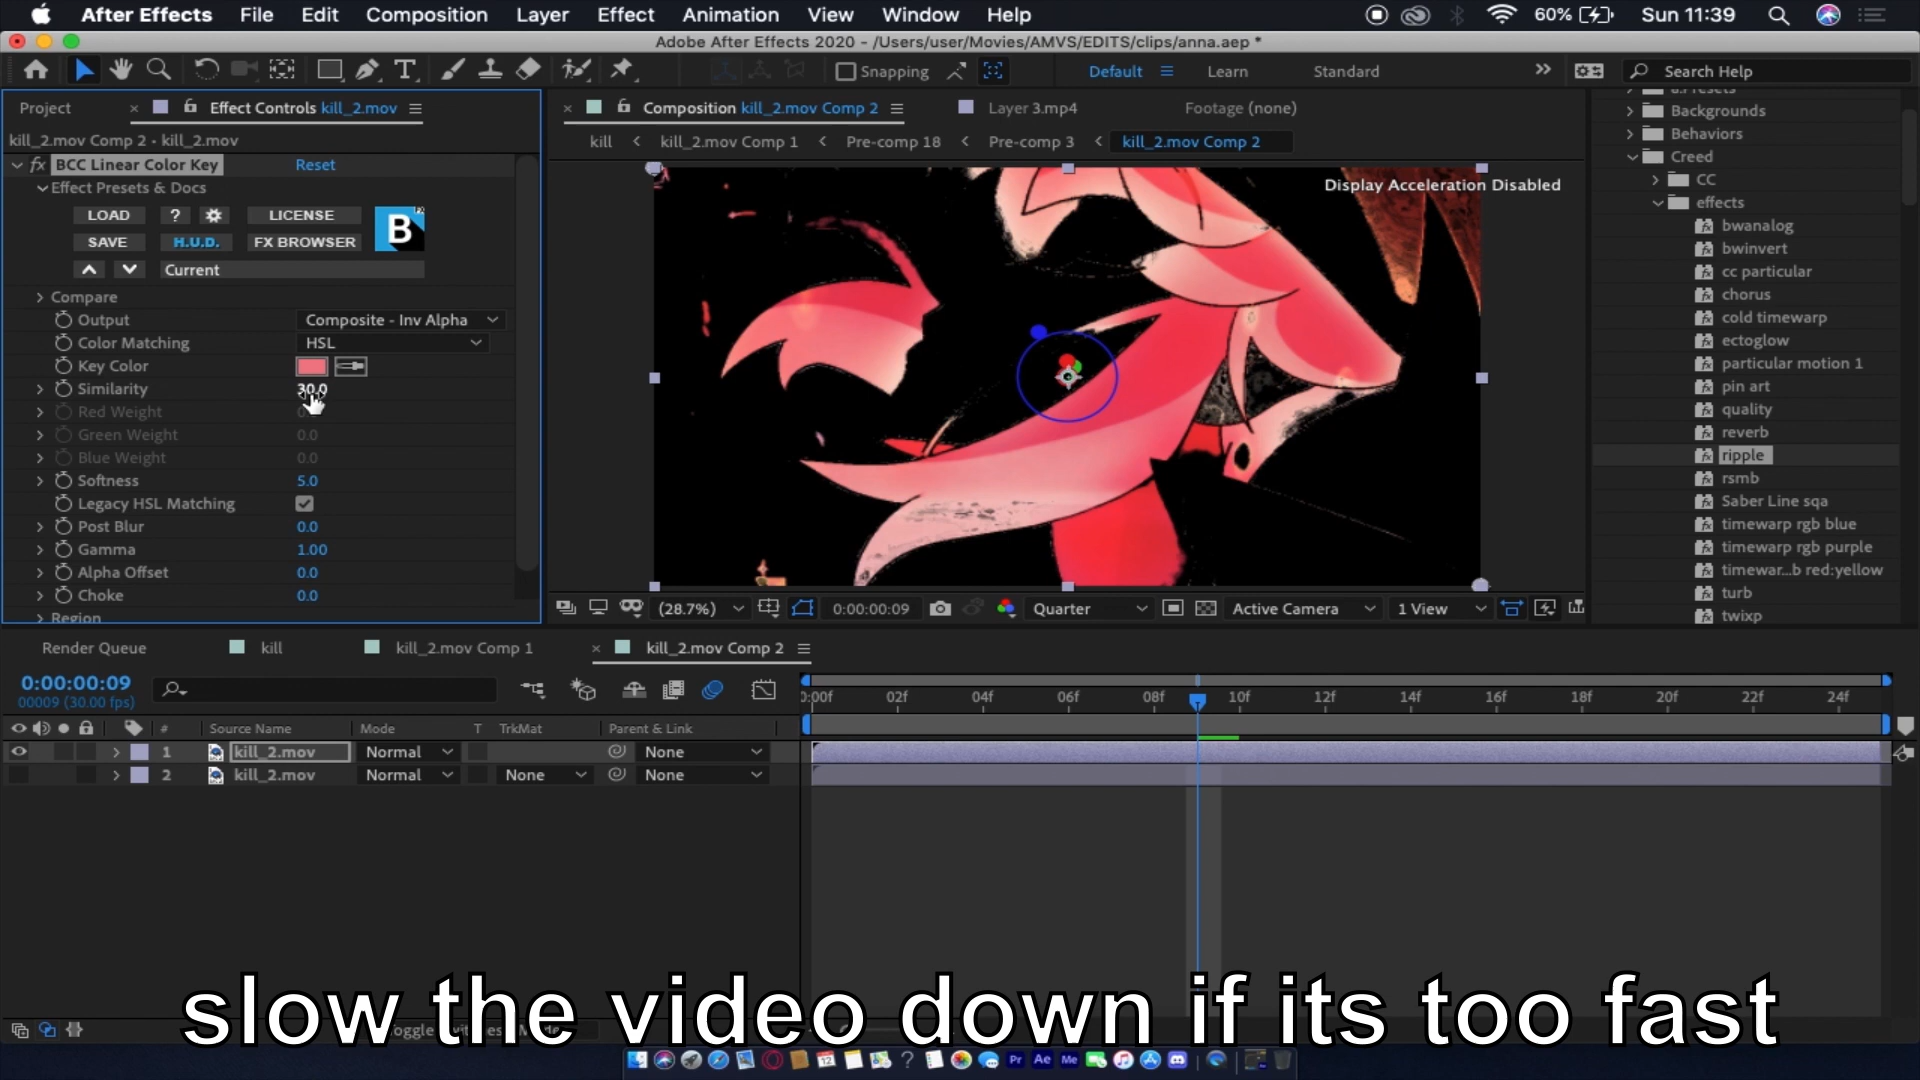 After Effects File Edit Composition Layer Effect Animation View Window Help 60% Sun 11:39
Adobe After Effects 2020 - /Users/user/Movies/AMVS/EDITS/clips/anna.aep *
Snapping Default Learn Standard Search Help
Project Effect Controls kill_2.mov Composition kill_2.mov Comp 2 Layer 3.mp4 Footage (none)
kill_2.mov Comp 2 - kill_2.mov
kill kill_2.mov Comp 1 Pre-comp 18 Pre-comp 3 kill_2.mov Comp 2
fx BCC Linear Color Key Reset
Effect Presets & Docs
LOAD ? LICENSE
SAVE H.U.D. FX BROWSER
B
Current
Compare
Output Composite - Inv Alpha
Color Matching HSL
Key Color
Similarity 30.0
Red Weight
Green Weight 0.0
Blue Weight 0.0
Softness 5.0
Legacy HSL Matching
Post Blur 0.0
Gamma 1.00
Alpha Offset 0.0
Choke 0.0
Region
Display Acceleration Disabled
(28.7%) 0:00:00:09 Quarter Active Camera 1 View
Backgrounds
Behaviors
Creed
CC
effects
bwanalog
bwinvert
cc particular
chorus
cold timewarp
ectoglow
particular motion 1
pin art
quality
reverb
ripple
rsmb
Saber Line sqa
timewarp rgb blue
timewarp rgb purple
timewar...b red:yellow
turb
twixp
Render Queue kill kill_2.mov Comp 1 kill_2.mov Comp 2
0:00:00:09
00009 (30.00 fps)
0:00f 02f 04f 06f 08f 10f 12f 14f 16f 18f 20f 22f 24f
# Source Name Mode T TrkMat Parent & Link
1 kill_2.mov Normal None
2 kill_2.mov Normal None None
slow the video down if its too fast
Pr Ae Me